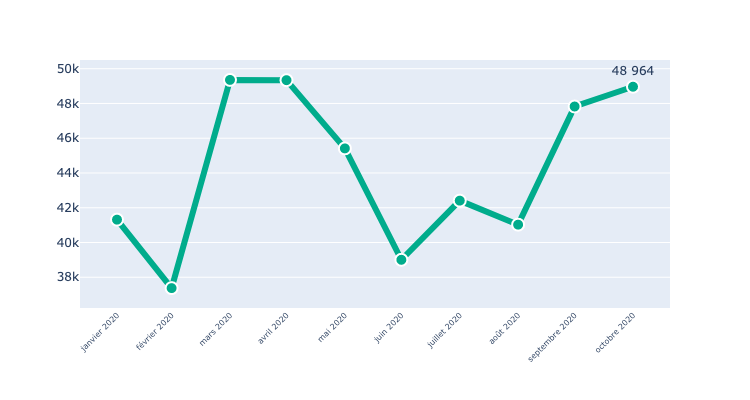 50k
48 964
48k
46k
44k
42k
40k
38k
janvier 2020
février 2020
mars 2020
avril 2020
mai 2020
juin 2020
juillet 2020
août 2020
septembre 2020
octobre 2020